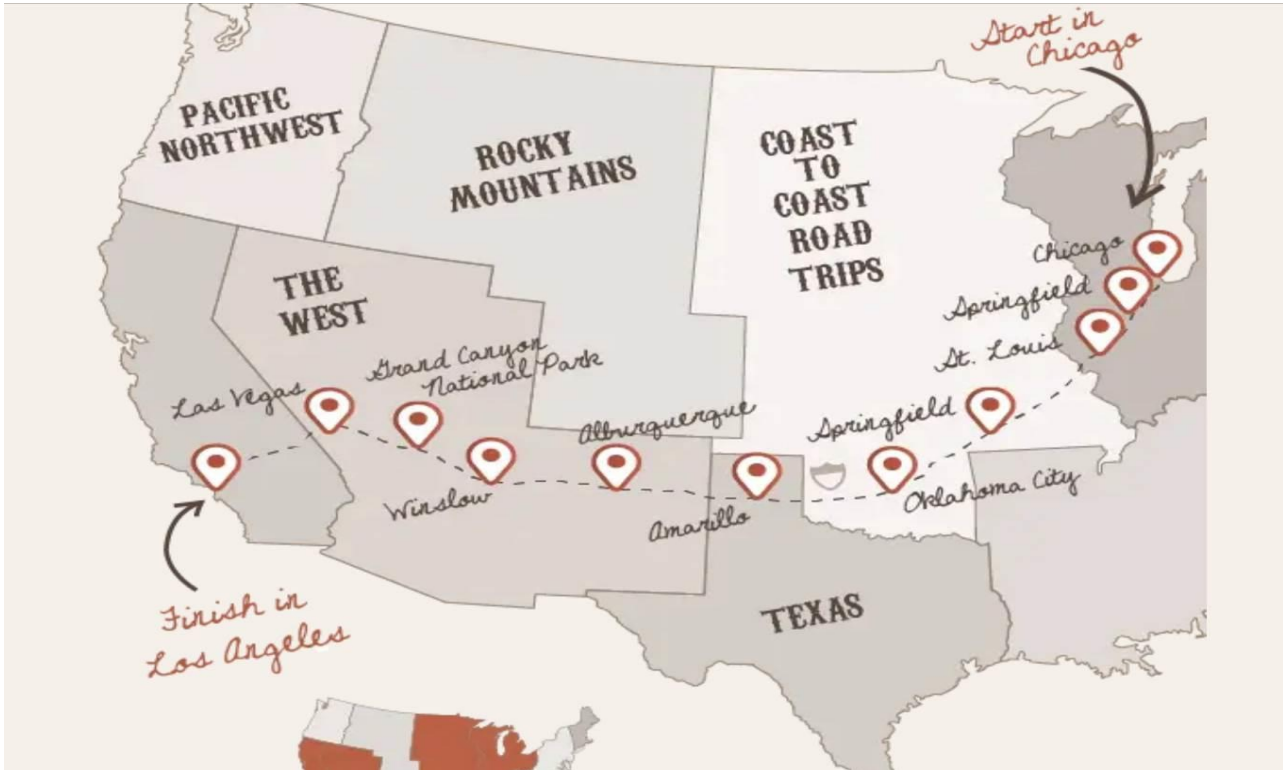 Start in
Chicago
PACIFIC
NORTHWEST
ROCKY
MOUNTAINS
COAST
TO
COAST
ROAD
TRIPS
Chicago
THE
WEST
Springfield
St. Louis
Grand Canyon
National Park
Las Vegas
Alburquerque
Springfield
Winslow
Amarillo
Oklahoma City
Finish in
Los Angeles
TEXAS